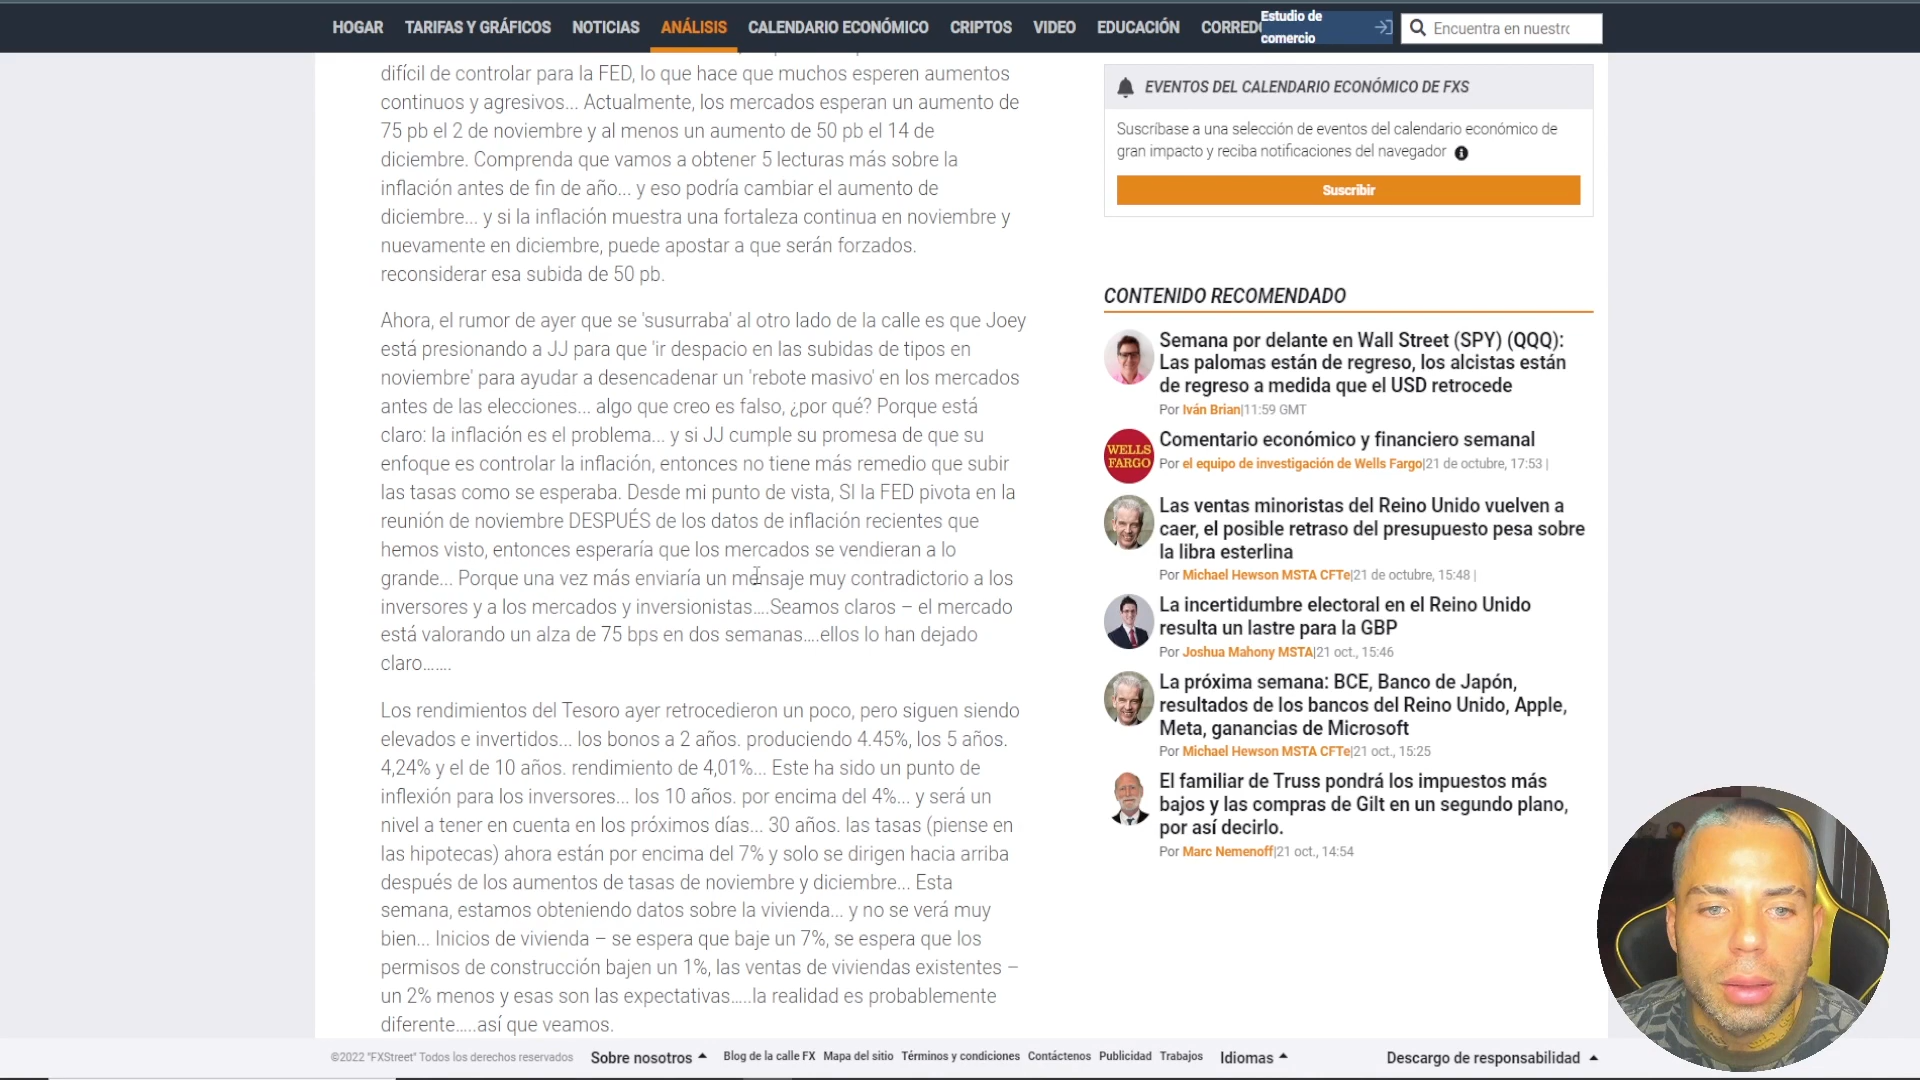 HOGAR TARIFAS Y GRÁFICOS NOTICIAS ANÁLISIS CALENDARIO ECONÓMICO CRIPTOS VIDEO EDUCACIÓN CORRED
Estudio de
comercio
Encuentra en nuestro
difícil de controlar para la FED, lo que hace que muchos esperen aumentos
continuos y agresivos... Actualmente, los mercados esperan un aumento de
75 pb el 2 de noviembre y al menos un aumento de 50 pb el 14 de
diciembre. Comprenda que vamos a obtener 5 lecturas más sobre la
inflación antes de fin de año... y eso podría cambiar el aumento de
diciembre... y si la inflación muestra una fortaleza continua en noviembre y
nuevamente en diciembre, puede apostar a que serán forzados.
reconsiderar esa subida de 50 pb.
Ahora, el rumor de ayer que se 'susurraba' al otro lado de la calle es que Joey
está presionando a JJ para que 'ir despacio en las subidas de tipos en
noviembre' para ayudar a desencadenar un 'rebote masivo' en los mercados
antes de las elecciones... algo que creo es falso, ¿por qué? Porque está
claro: la inflación es el problema... y si JJ cumple su promesa de que su
enfoque es controlar la inflación, entonces no tiene más remedio que subir
las tasas como se esperaba. Desde mi punto de vista, SI la FED pivota en la
reunión de noviembre DESPUÉS de los datos de inflación recientes que
hemos visto, entonces esperaría que los mercados se vendieran a lo
grande... Porque una vez más enviaría un mensaje muy contradictorio a los
inversores y a los mercados y inversionistas....Seamos claros – el mercado
está valorando un alza de 75 bps en dos semanas....ellos lo han dejado
claro.......
Los rendimientos del Tesoro ayer retrocedieron un poco, pero siguen siendo
elevados e invertidos... los bonos a 2 años. produciendo 4.45%, los 5 años.
4,24% y el de 10 años. rendimiento de 4,01%... Este ha sido un punto de
inflexión para los inversores... los 10 años. por encima del 4%... y será un
nivel a tener en cuenta en los próximos días... 30 años. las tasas (piense en
las hipotecas) ahora están por encima del 7% y solo se dirigen hacia arriba
después de los aumentos de tasas de noviembre y diciembre... Esta
semana, estamos obteniendo datos sobre la vivienda... y no se verá muy
bien... Inicios de vivienda – se espera que baje un 7%, se espera que los
permisos de construcción bajen un 1%, las ventas de viviendas existentes –
un 2% menos y esas son las expectativas.....la realidad es probablemente
diferente.....así que veamos.
EVENTOS DEL CALENDARIO ECONÓMICO DE FXS
Suscríbase a una selección de eventos del calendario económico de
gran impacto y reciba notificaciones del navegador
Suscribir
CONTENIDO RECOMENDADO
Semana por delante en Wall Street (SPY) (QQQ):
Las palomas están de regreso, los alcistas están
de regreso a medida que el USD retrocede
Por Iván Brian|11:59 GMT
WELLS
FARGO
Comentario económico y financiero semanal
Por el equipo de investigación de Wells Fargo|21 de octubre, 17:53 |
Las ventas minoristas del Reino Unido vuelven a
caer, el posible retraso del presupuesto pesa sobre
la libra esterlina
Por Michael Hewson MSTA CFTe|21 de octubre, 15:48 |
La incertidumbre electoral en el Reino Unido
resulta un lastre para la GBP
Por Joshua Mahony MSTA|21 oct., 15:46
La próxima semana: BCE, Banco de Japón,
resultados de los bancos del Reino Unido, Apple,
Meta, ganancias de Microsoft
Por Michael Hewson MSTA CFTe|21 oct., 15:25
El familiar de Truss pondrá los impuestos más
bajos y las compras de Gilt en un segundo plano,
por así decirlo.
Por Marc Nemenoff|21 oct., 14:54
©2022 "FXStreet" Todos los derechos reservados Sobre nosotros Blog de la calle FX Mapa del sitio Términos y condiciones Contáctenos Publicidad Trabajos Idiomas Descargo de responsabilidad